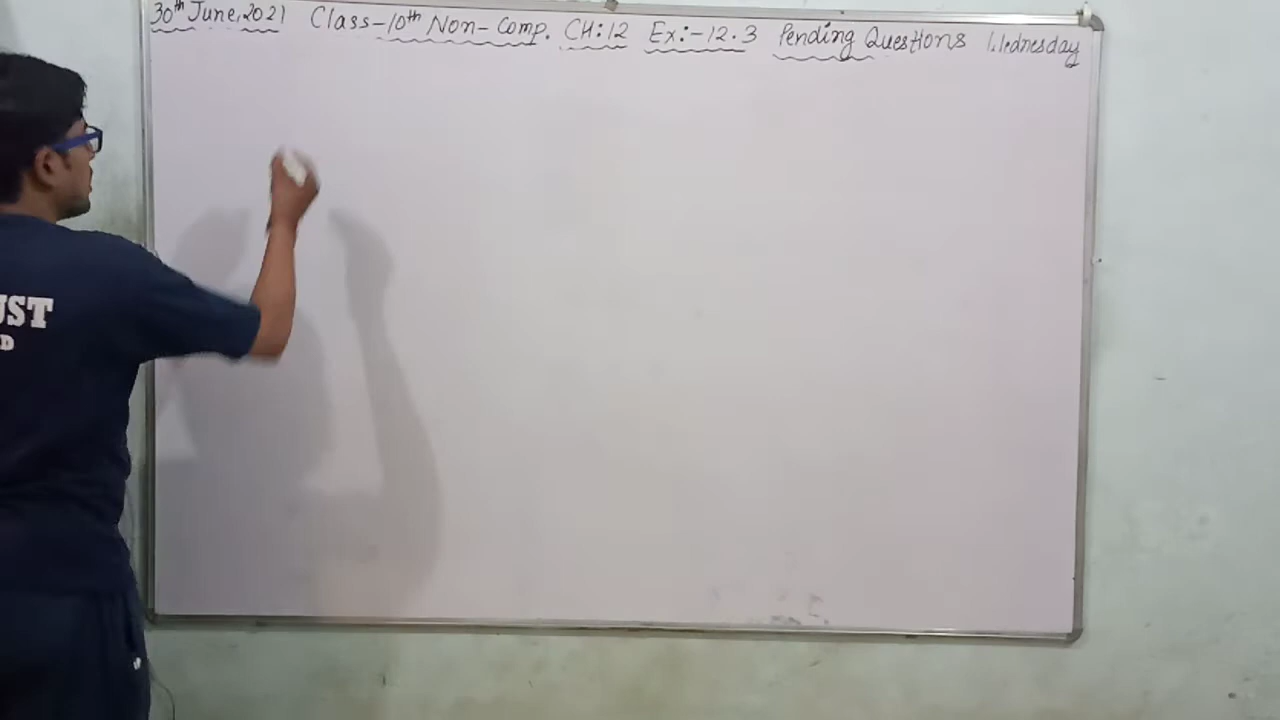 30th June, 2021 Class-10th Non-Comp. CH:12 Ex:-12.3 Pending Questions Wednesday
UST
D